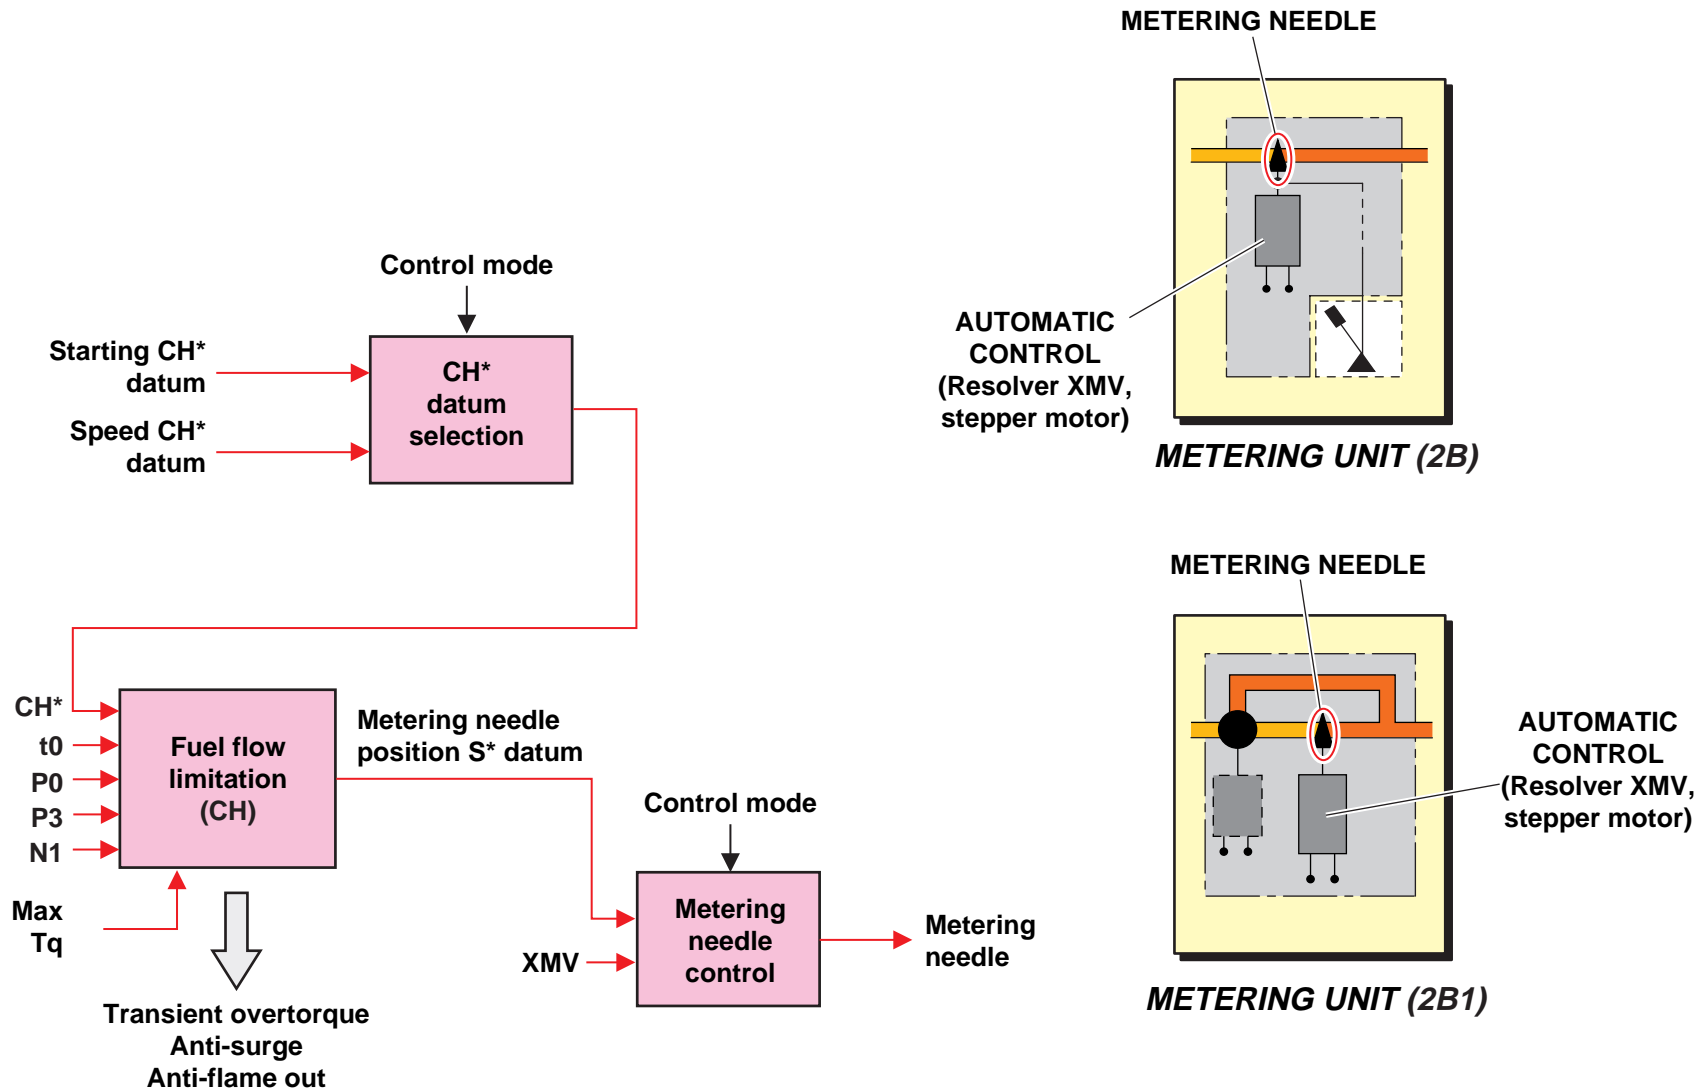 METERING NEEDLE
Control mode
Starting CH*
datum
Speed CH*
datum
CH*
datum
selection
AUTOMATIC
CONTROL
(Resolver XMV,
stepper motor)
METERING UNIT (2B)
METERING NEEDLE
AUTOMATIC
CONTROL
(Resolver XMV,
stepper motor)
METERING UNIT (2B1)
CH*
t0
P0
P3
N1
Max
Tq
Fuel flow
limitation
(CH)
Metering needle
position S* datum
Transient overtorque
Anti-surge
Anti-flame out
Control mode
XMV
Metering
needle
control
Metering
needle